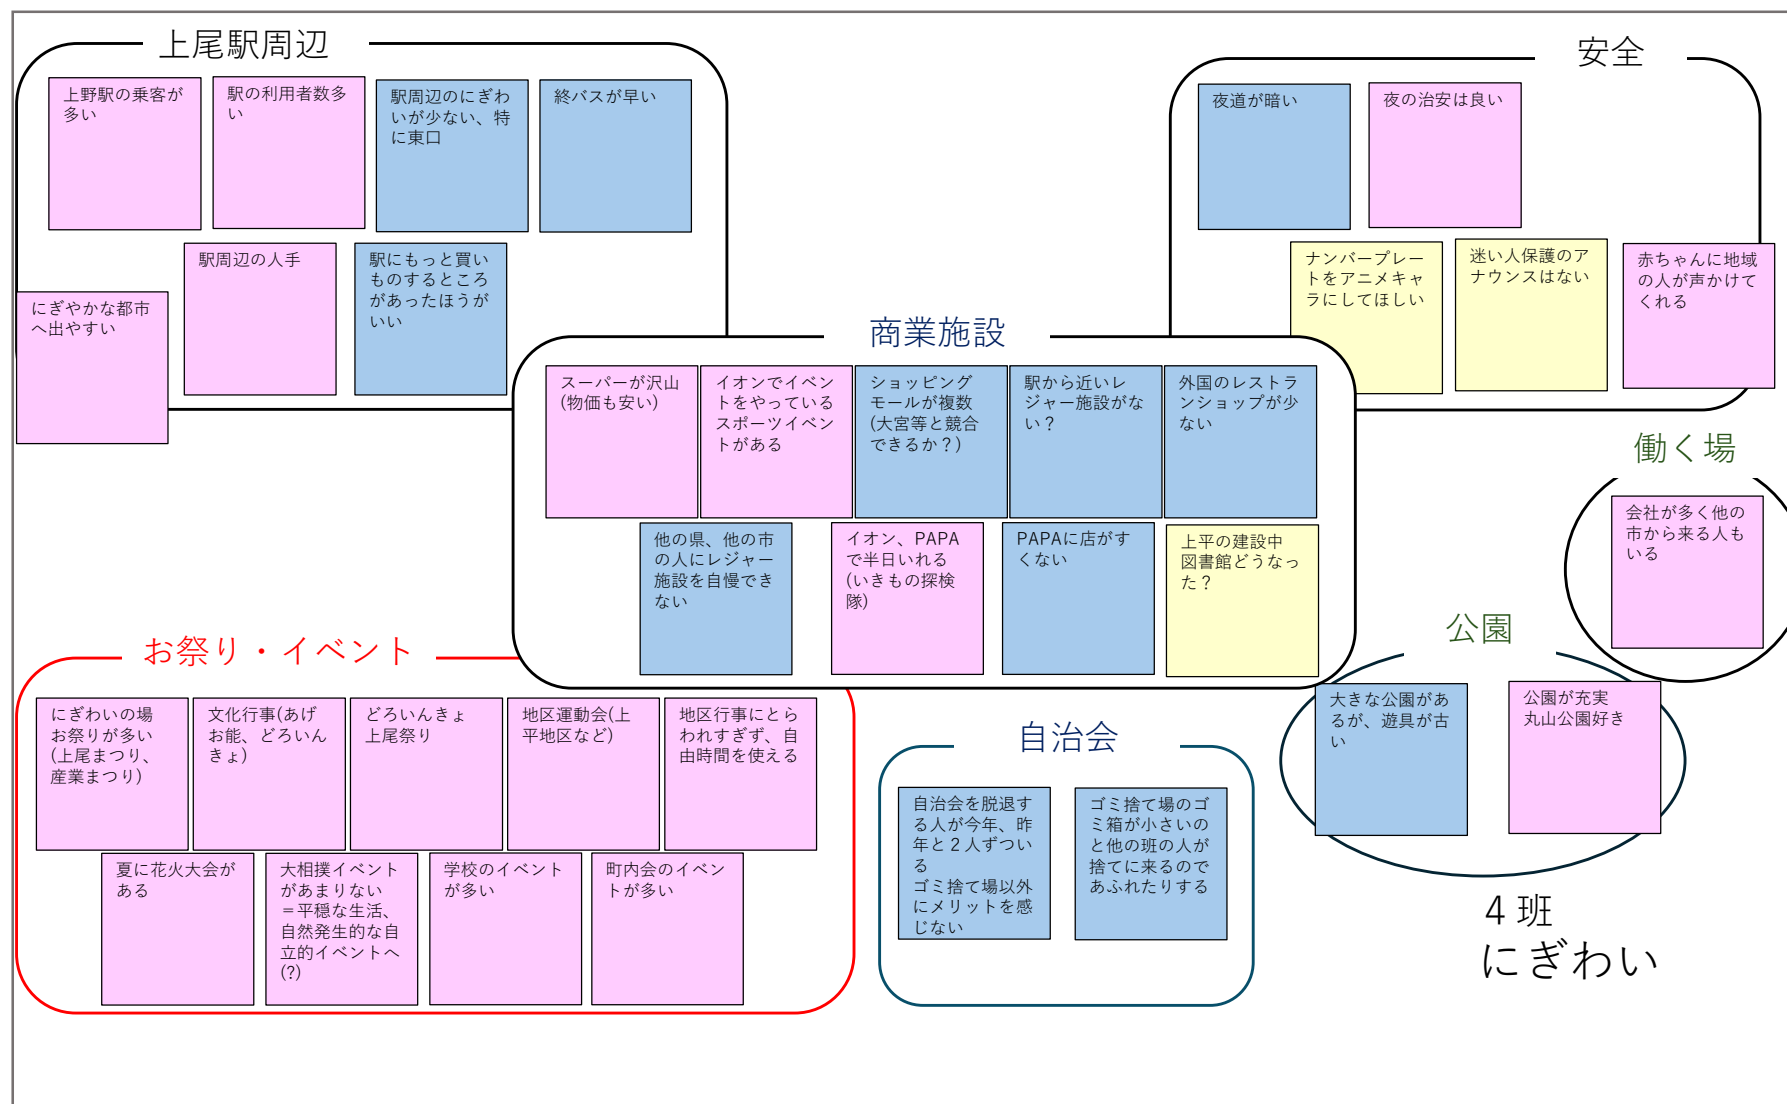 上尾駅周辺
上野駅の乗客が
多い
駅の利用者数多
い
駅周辺のにぎわ
いが少ない、特
に東口
終バスが早い
駅周辺の人手
駅にもっと買い
ものするところ
があったほうが
いい
にぎやかな都市
へ出やすい
安全
夜道が暗い
夜の治安は良い
ナンバープレー
トをアニメキャ
ラにしてほしい
迷い人保護のア
ナウンスはない
赤ちゃんに地域
の人が声かけて
くれる
商業施設
スーパーが沢山
(物価も安い)
イオンでイベン
トをやっている
スポーツイベン
トがある
ショッピング
モールが複数
(大宮等と競合
できるか？)
駅から近いレ
ジャー施設がな
い？
外国のレストラ
ンショップが少
ない
他の県、他の市
の人にレジャー
施設を自慢でき
ない
イオン、PAPA
で半日いれる
(いきもの探検
隊)
PAPAに店がす
くない
上平の建設中
図書館どうなっ
た？
働く場
会社が多く他の
市から来る人も
いる
公園
大きな公園があ
るが、遊具が古
い
公園が充実
丸山公園好き
お祭り・イベント
にぎわいの場
お祭りが多い
(上尾まつり、
産業まつり)
文化行事(あげ
お能、どろいん
きょ)
どろいんきょ
上尾祭り
地区運動会(上
平地区など)
地区行事にとら
われすぎず、自
由時間を使える
夏に花火大会が
ある
大相撲イベント
があまりない
＝平穏な生活、
自然発生的な自
立的イベントへ
(?)
学校のイベント
が多い
町内会のイベン
トが多い
自治会
自治会を脱退す
る人が今年、昨
年と２人ずつい
る
ゴミ捨て場以外
にメリットを感
じない
ゴミ捨て場のゴ
ミ箱が小さいの
と他の班の人が
捨てに来るので
あふれたりする
４班
にぎわい